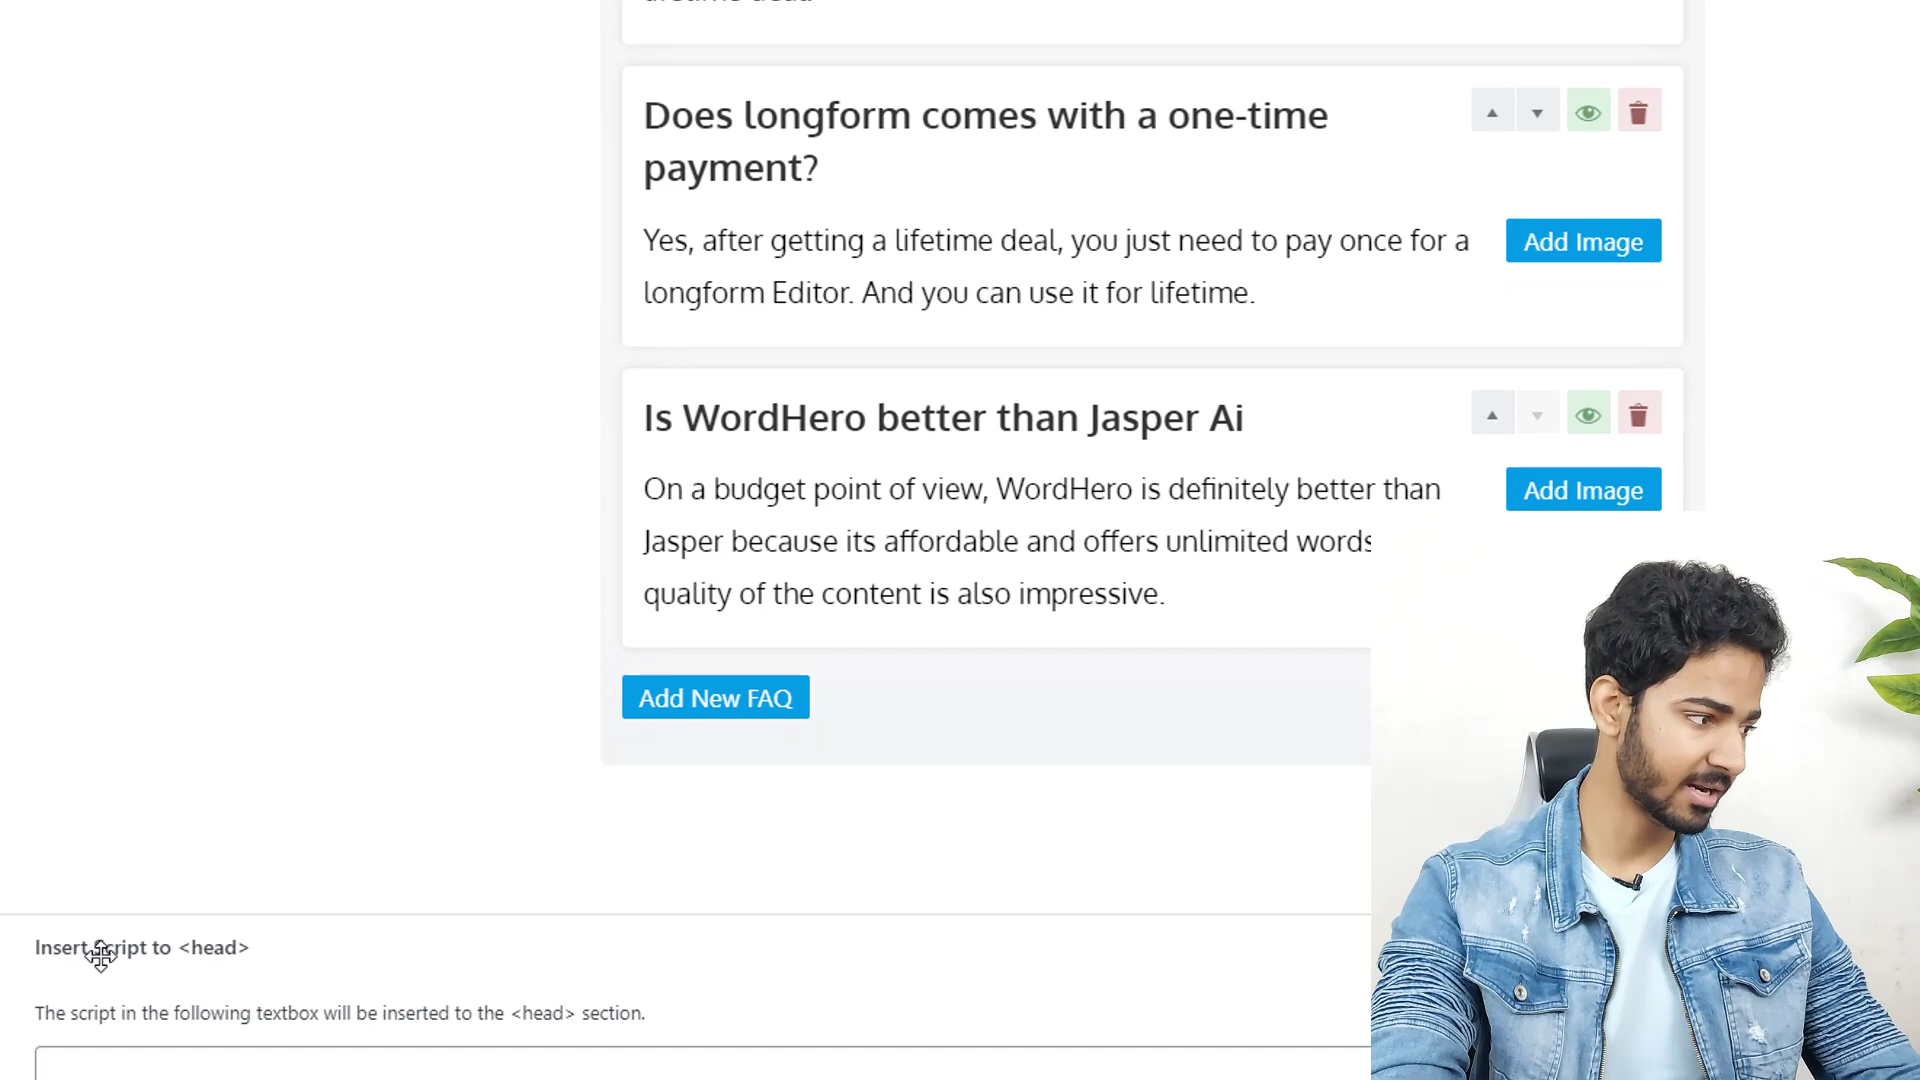 Does longform comes with a one-time
payment?
Yes, after getting a lifetime deal, you just need to pay once for a
longform Editor. And you can use it for lifetime.
Add Image
Is WordHero better than Jasper Ai
On a budget point of view, WordHero is definitely better than
Jasper because its affordable and offers unlimited words
quality of the content is also impressive.
Add Image
Add New FAQ
Insert Script to <head>
The script in the following textbox will be inserted to the <head> section.